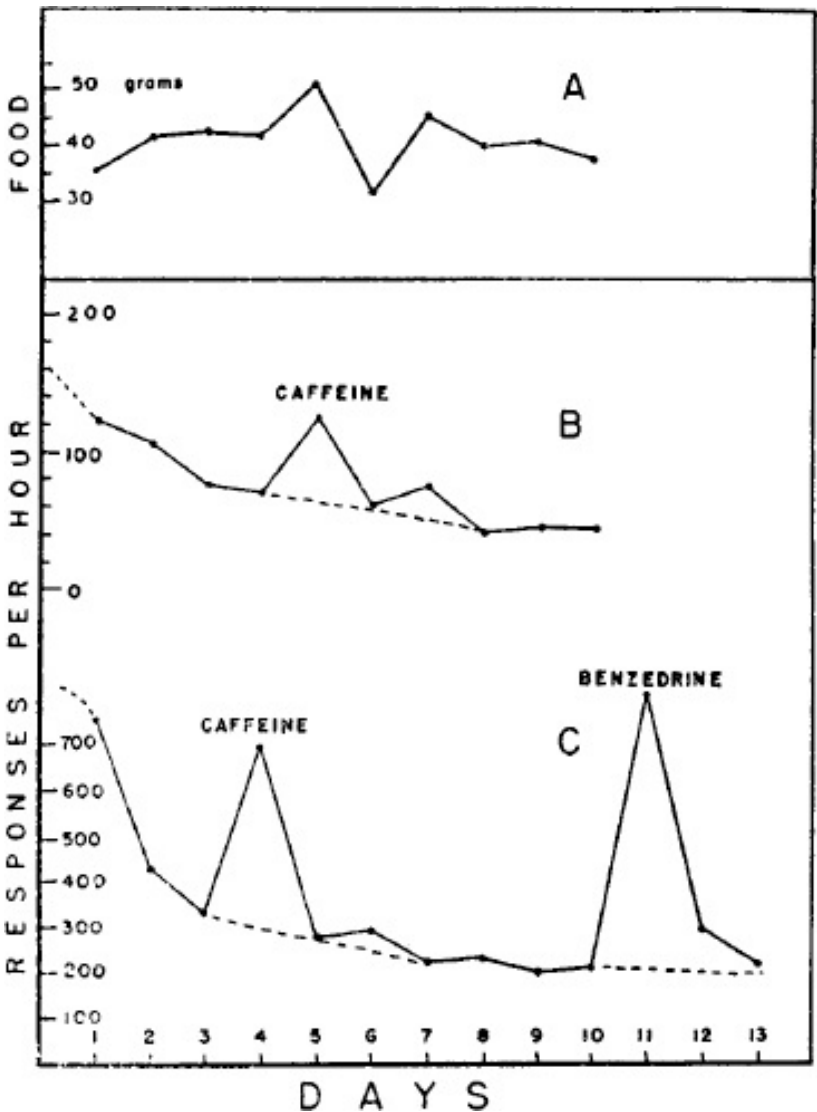 FOOD
50 grams
40
30
A
RESPONSES PER HOUR
200
100
0
CAFFEINE
B
700
600
500
400
300
200
100
CAFFEINE
BENZEDRINE
C
1 2 3 4 5 6 7 8 9 10 11 12 13
DAYS